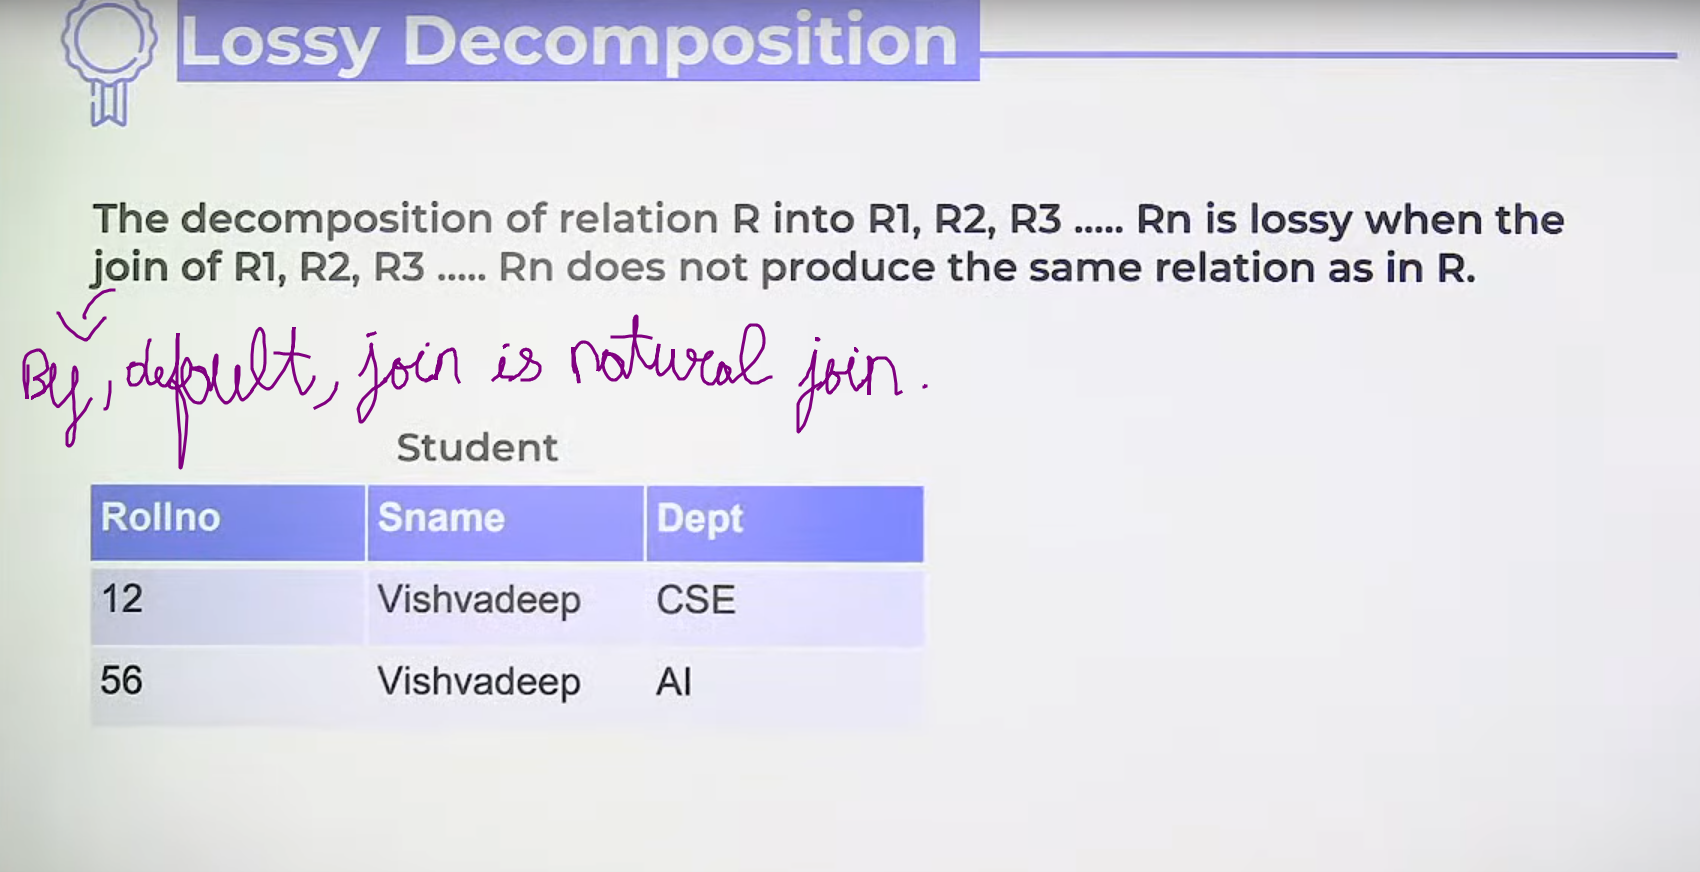 Lossy Decomposition
The decomposition of relation R into R1, R2, R3 ..... Rn is lossy when the
join of R1, R2, R3 ..... Rn does not produce the same relation as in R.
By, default, join is natural join.
Student
Rollno Sname Dept
12 Vishvadeep CSE
56 Vishvadeep AI